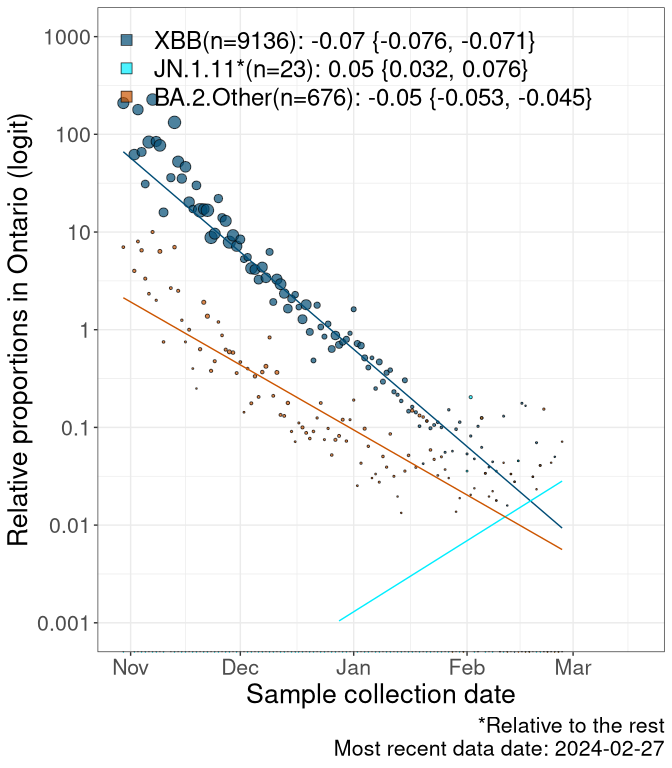 XBB(n=9136): -0.07 {-0.076, -0.071}
JN.1.11*(n=23): 0.05 {0.032, 0.076}
BA.2.Other(n=676): -0.05 {-0.053, -0.045}
Relative proportions in Ontario (logit)
1000
100
10
1
0.1
0.01
0.001
Nov Dec Jan Feb Mar
Sample collection date
*Relative to the rest
Most recent data date: 2024-02-27